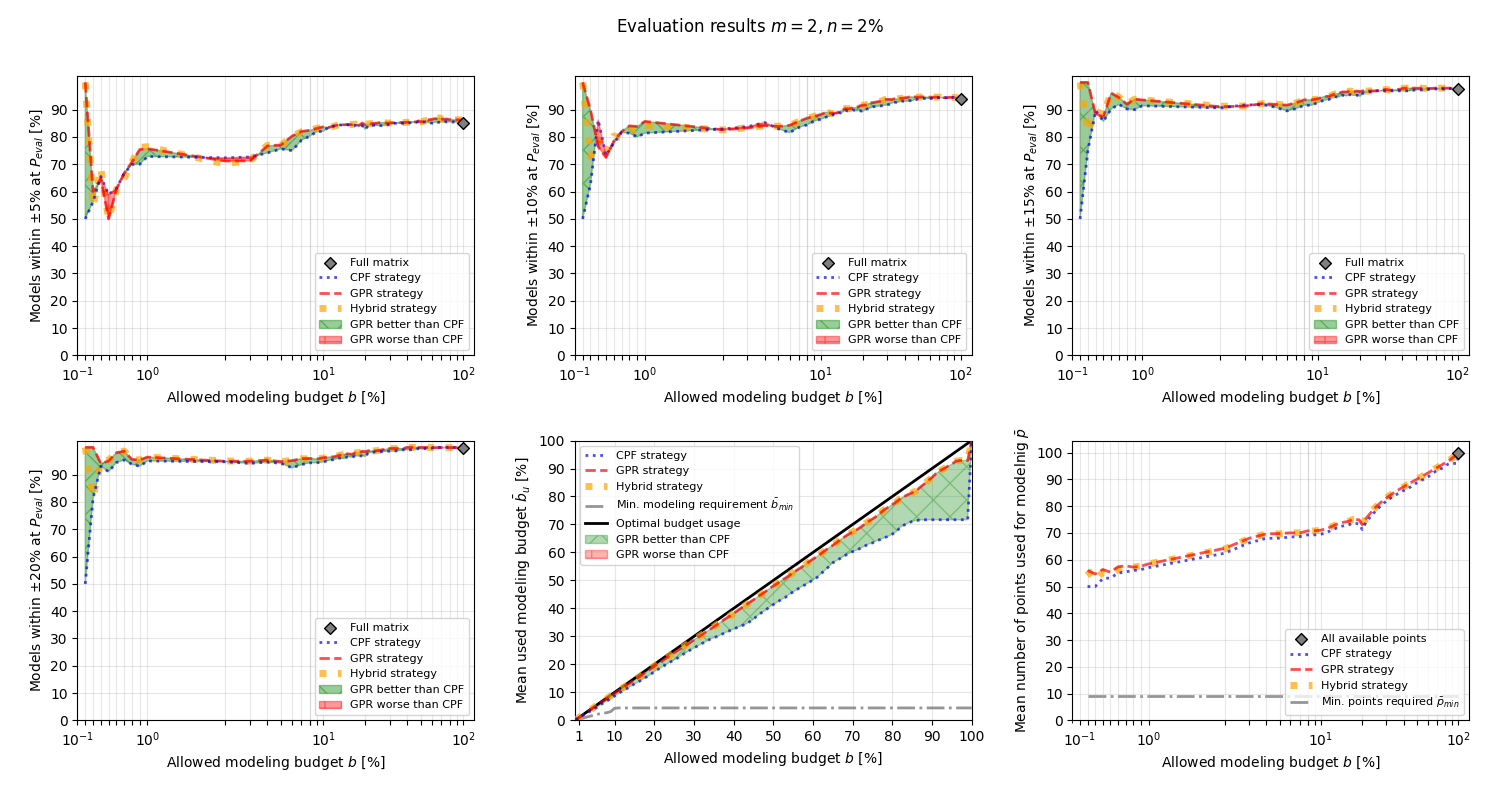 Evaluation results m = 2, n = 2%
Models within ±5% at P_eval [%]
90
80
70
60
50
40
30
20
10
0
10^-1
10^0
10^1
10^2
Allowed modeling budget b [%]
Full matrix
CPF strategy
GPR strategy
Hybrid strategy
GPR better than CPF
GPR worse than CPF
Models within ±10% at P_eval [%]
90
80
70
60
50
40
30
20
10
0
10^-1
10^0
10^1
10^2
Allowed modeling budget b [%]
Full matrix
CPF strategy
GPR strategy
Hybrid strategy
GPR better than CPF
GPR worse than CPF
Models within ±15% at P_eval [%]
90
80
70
60
50
40
30
20
10
0
10^-1
10^0
10^1
10^2
Allowed modeling budget b [%]
Full matrix
CPF strategy
GPR strategy
Hybrid strategy
GPR better than CPF
GPR worse than CPF
Models within ±20% at P_eval [%]
90
80
70
60
50
40
30
20
10
0
10^-1
10^0
10^1
10^2
Allowed modeling budget b [%]
Full matrix
CPF strategy
GPR strategy
Hybrid strategy
GPR better than CPF
GPR worse than CPF
Mean used modeling budget b̄_u [%]
100
90
80
70
60
50
40
30
20
10
0
1
10
20
30
40
50
60
70
80
90
100
Allowed modeling budget b [%]
CPF strategy
GPR strategy
Hybrid strategy
Min. modeling requirement b̄_min
Optimal budget usage
GPR better than CPF
GPR worse than CPF
Mean number of points used for modelnig p̄
100
90
80
70
60
50
40
30
20
10
0
10^-1
10^0
10^1
10^2
Allowed modeling budget b [%]
All available points
CPF strategy
GPR strategy
Hybrid strategy
Min. points required p̄_min